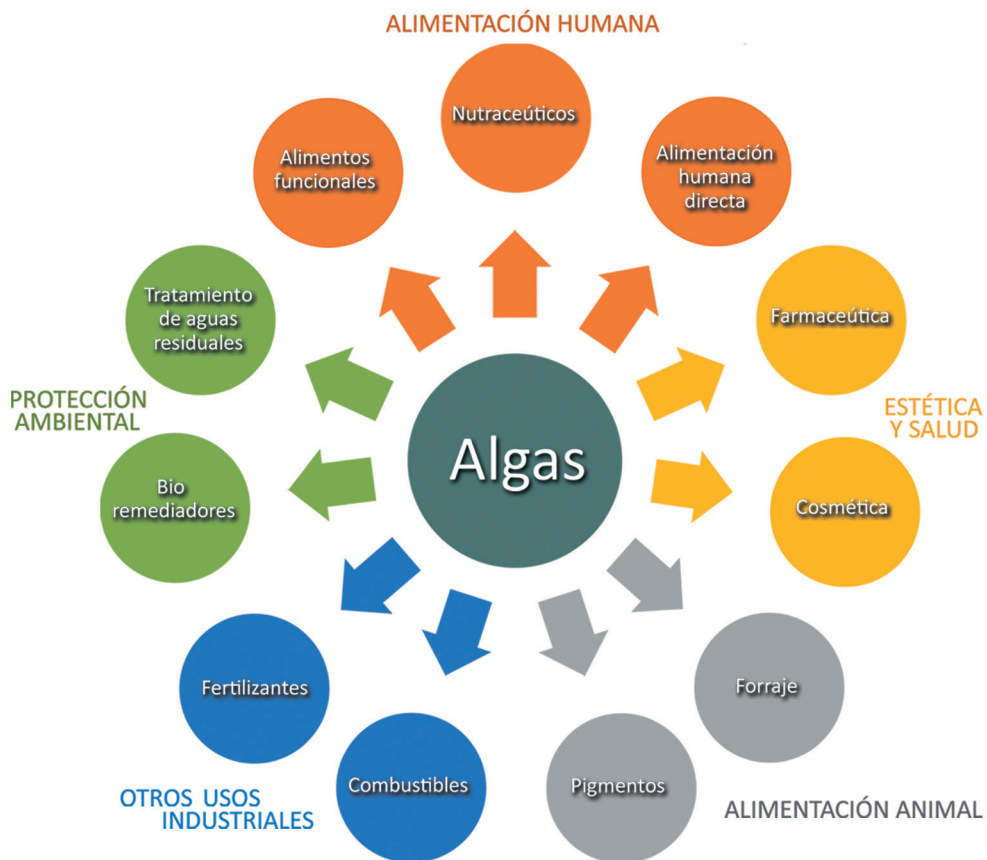 ALIMENTACIÓN HUMANA
Nutraceúticos
Alimentos
funcionales
Alimentación
humana
directa
Tratamiento
de aguas
residuales
Farmaceútica
PROTECCIÓN
AMBIENTAL
ESTÉTICA
Y SALUD
Algas
Bio
remediadores
Cosmética
Fertilizantes
Forraje
Combustibles
Pigmentos
OTROS USOS
INDUSTRIALES
ALIMENTACIÓN ANIMAL